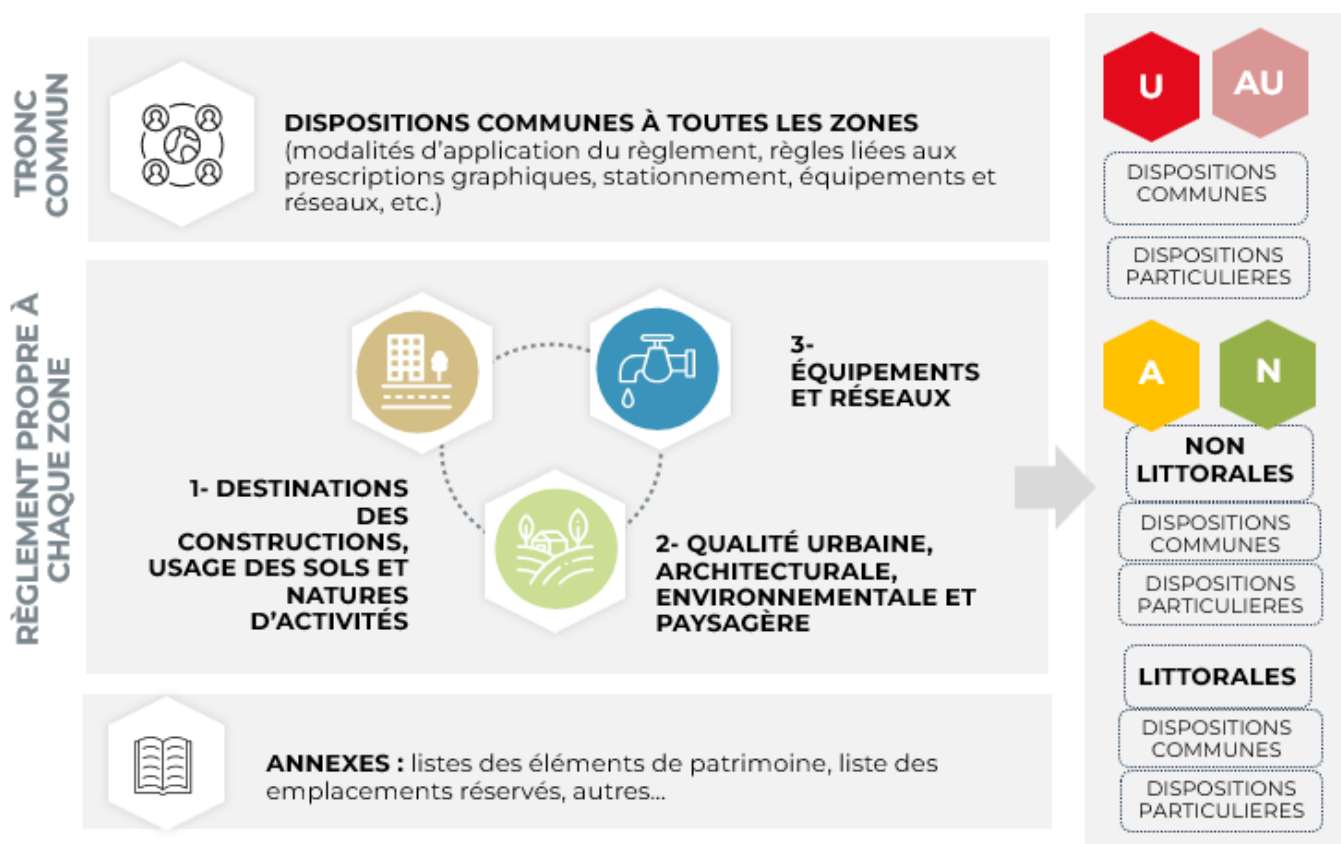 TRONC
COMMUN
DISPOSITIONS COMMUNES À TOUTES LES ZONES
(modalités d'application du règlement, règles liées aux
prescriptions graphiques, stationnement, équipements et
réseaux, etc.)
RÈGLEMENT PROPRE À
CHAQUE ZONE
1- DESTINATIONS
DES
CONSTRUCTIONS,
USAGE DES SOLS ET
NATURES
D'ACTIVITÉS
2- QUALITÉ URBAINE,
ARCHITECTURALE,
ENVIRONNEMENTALE ET
PAYSAGÈRE
3-
ÉQUIPEMENTS
ET RÉSEAUX
ANNEXES : listes des éléments de patrimoine, liste des
emplacements réservés, autres...
U
AU
DISPOSITIONS
COMMUNES
DISPOSITIONS
PARTICULIERES
A
N
NON
LITTORALES
DISPOSITIONS
COMMUNES
DISPOSITIONS
PARTICULIERES
LITTORALES
DISPOSITIONS
COMMUNES
DISPOSITIONS
PARTICULIERES